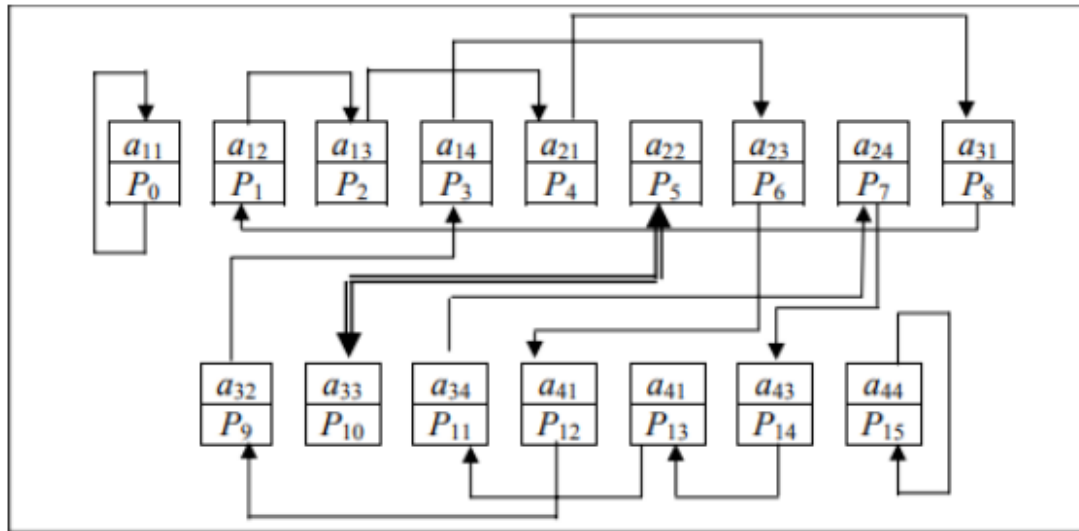 a₁₁ a₁₂ a₁₃ a₁₄ a₂₁ a₂₂ a₂₃ a₂₄ a₃₁
P₀ P₁ P₂ P₃ P₄ P₅ P₆ P₇ P₈
a₃₂ a₃₃ a₃₄ a₄₁ a₄₁ a₄₃ a₄₄
P₉ P₁₀ P₁₁ P₁₂ P₁₃ P₁₄ P₁₅